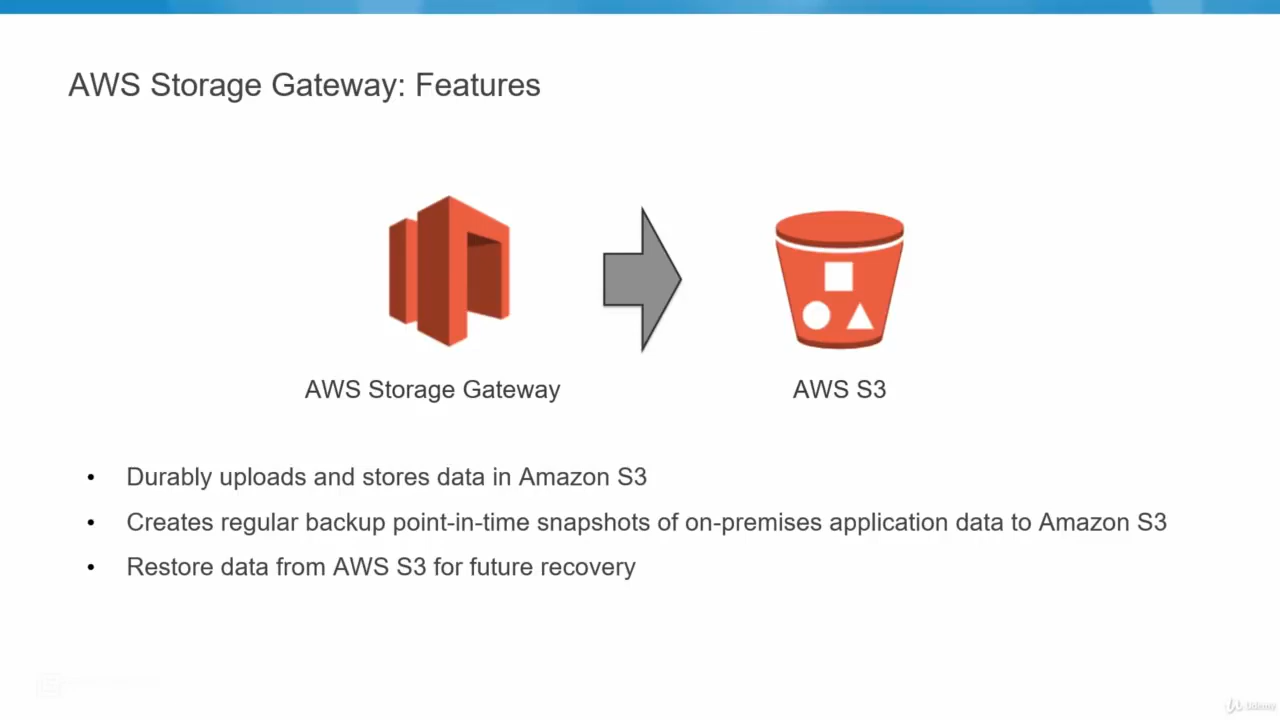 AWS Storage Gateway: Features
AWS Storage Gateway
AWS S3
• Durably uploads and stores data in Amazon S3
• Creates regular backup point-in-time snapshots of on-premises application data to Amazon S3
• Restore data from AWS S3 for future recovery
Udemy